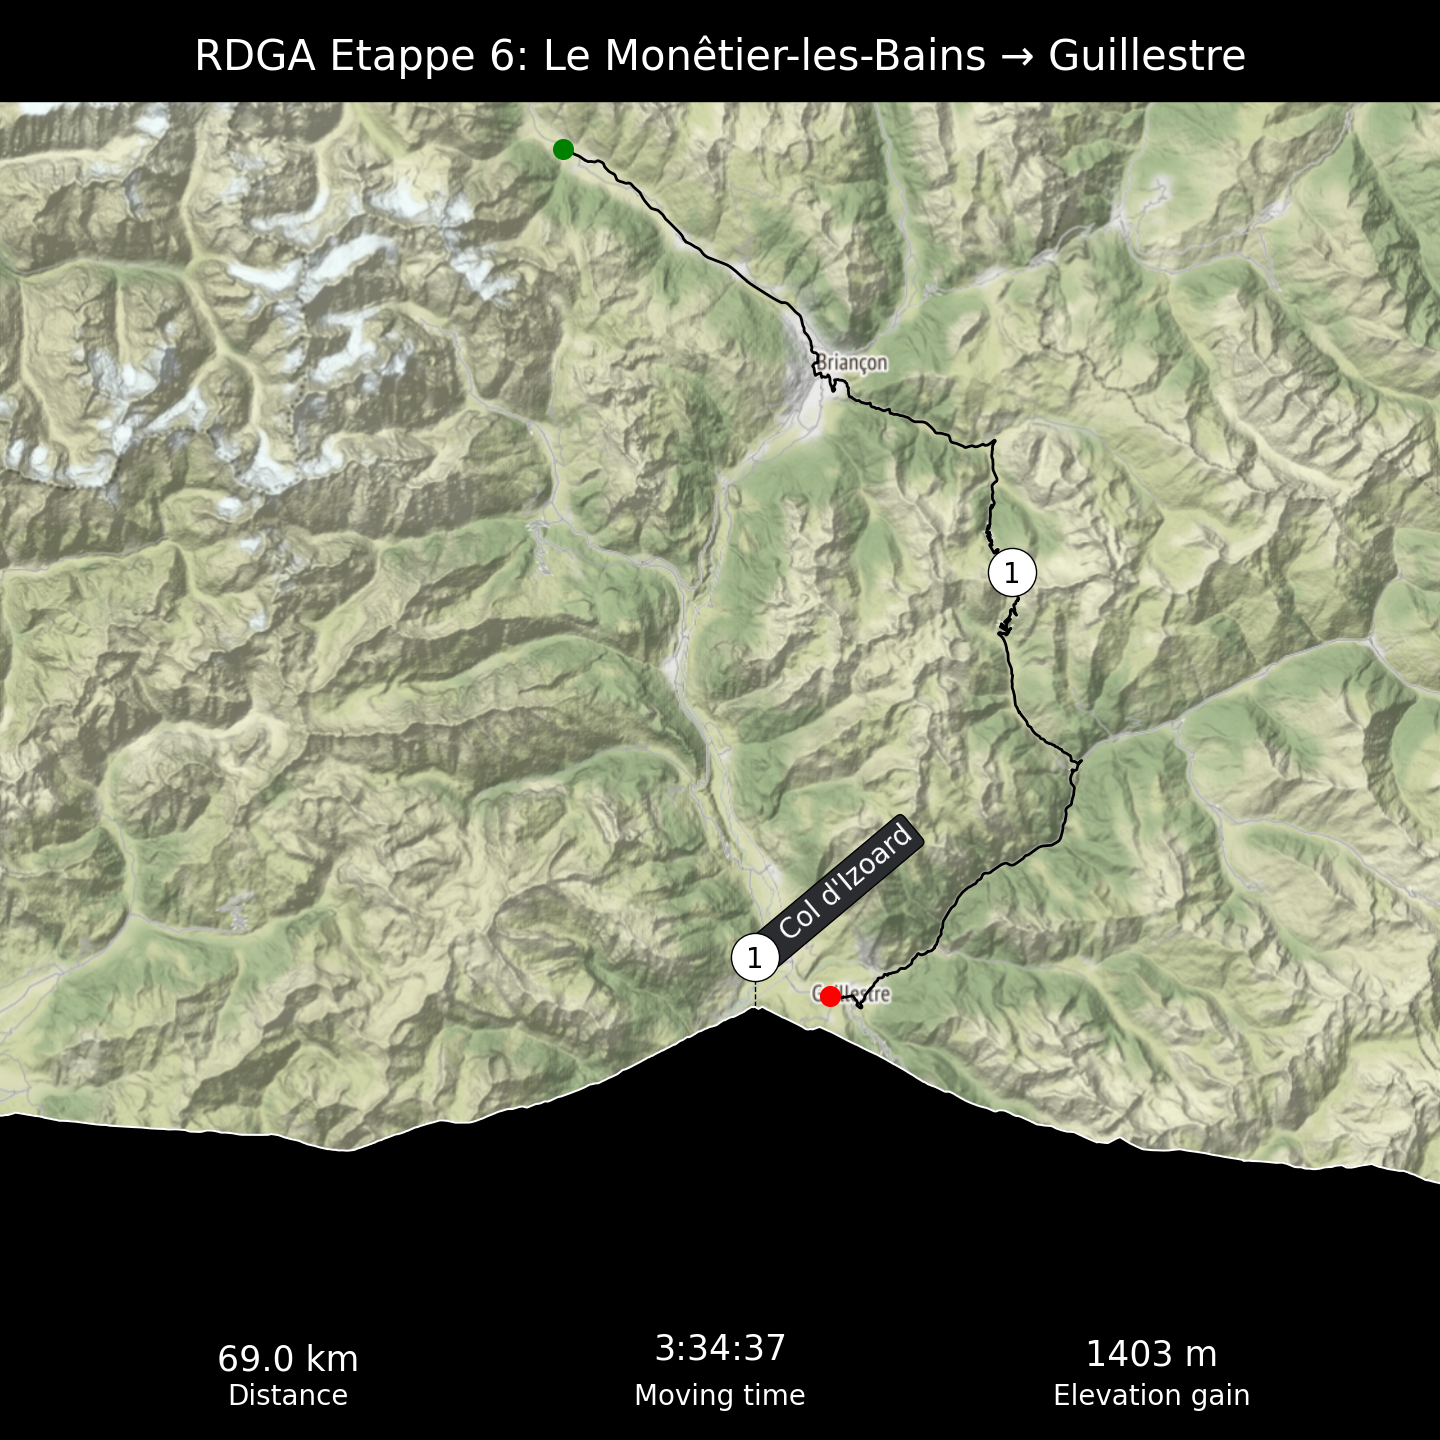 RDGA Etappe 6: Le Monêtier-les-Bains → Guillestre
Briançon
1
Col d'Izoard
1
Guillestre
69.0 km
Distance
3:34:37
Moving time
1403 m
Elevation gain